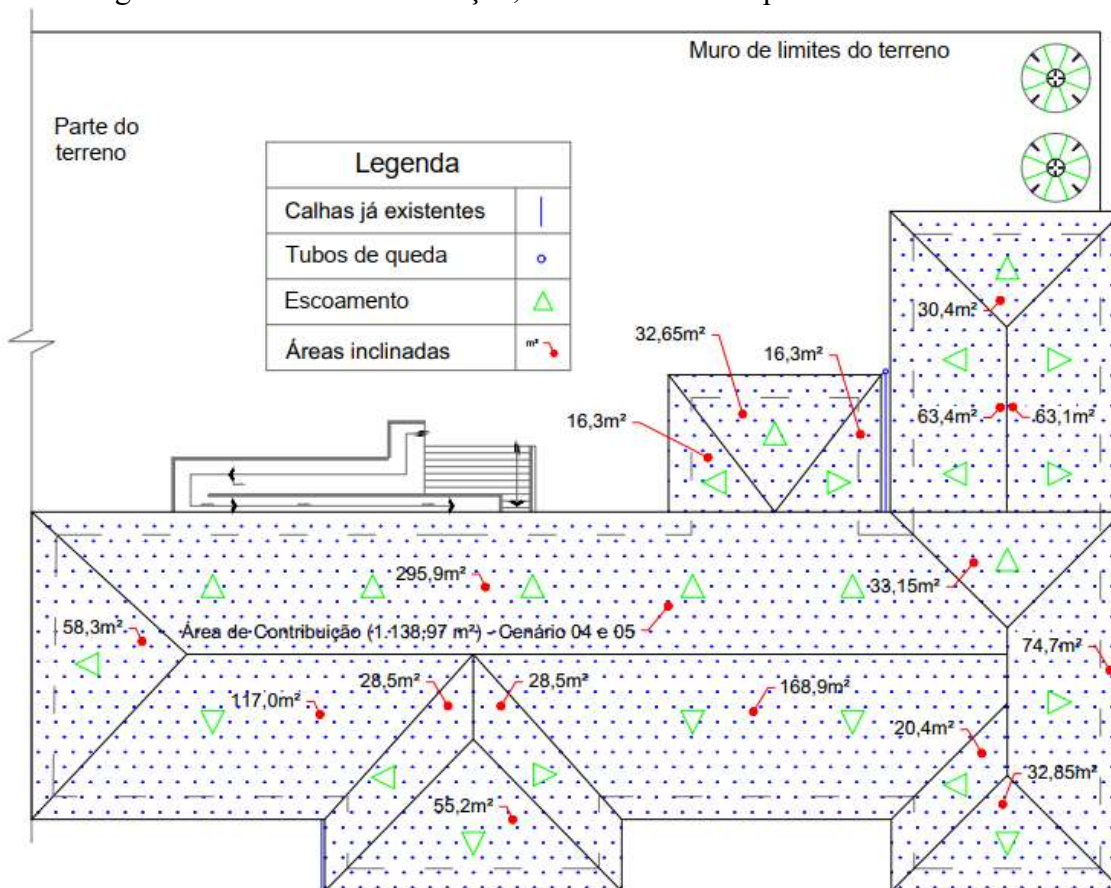 Muro de limites do terreno
Parte do
terreno
Legenda
Calhas já existentes
Tubos de queda
Escoamento
Áreas inclinadas
m²
32,65m²
16,3m²
16,3m²
30,4m²
63,4m²
63,1m²
295,9m²
33,15m²
58,3m²
Área de Contribuição (1.138,97 m²) - Cenário 04 e 05
74,7m²
117,0m²
28,5m²
28,5m²
168,9m²
20,4m²
32,85m²
55,2m²